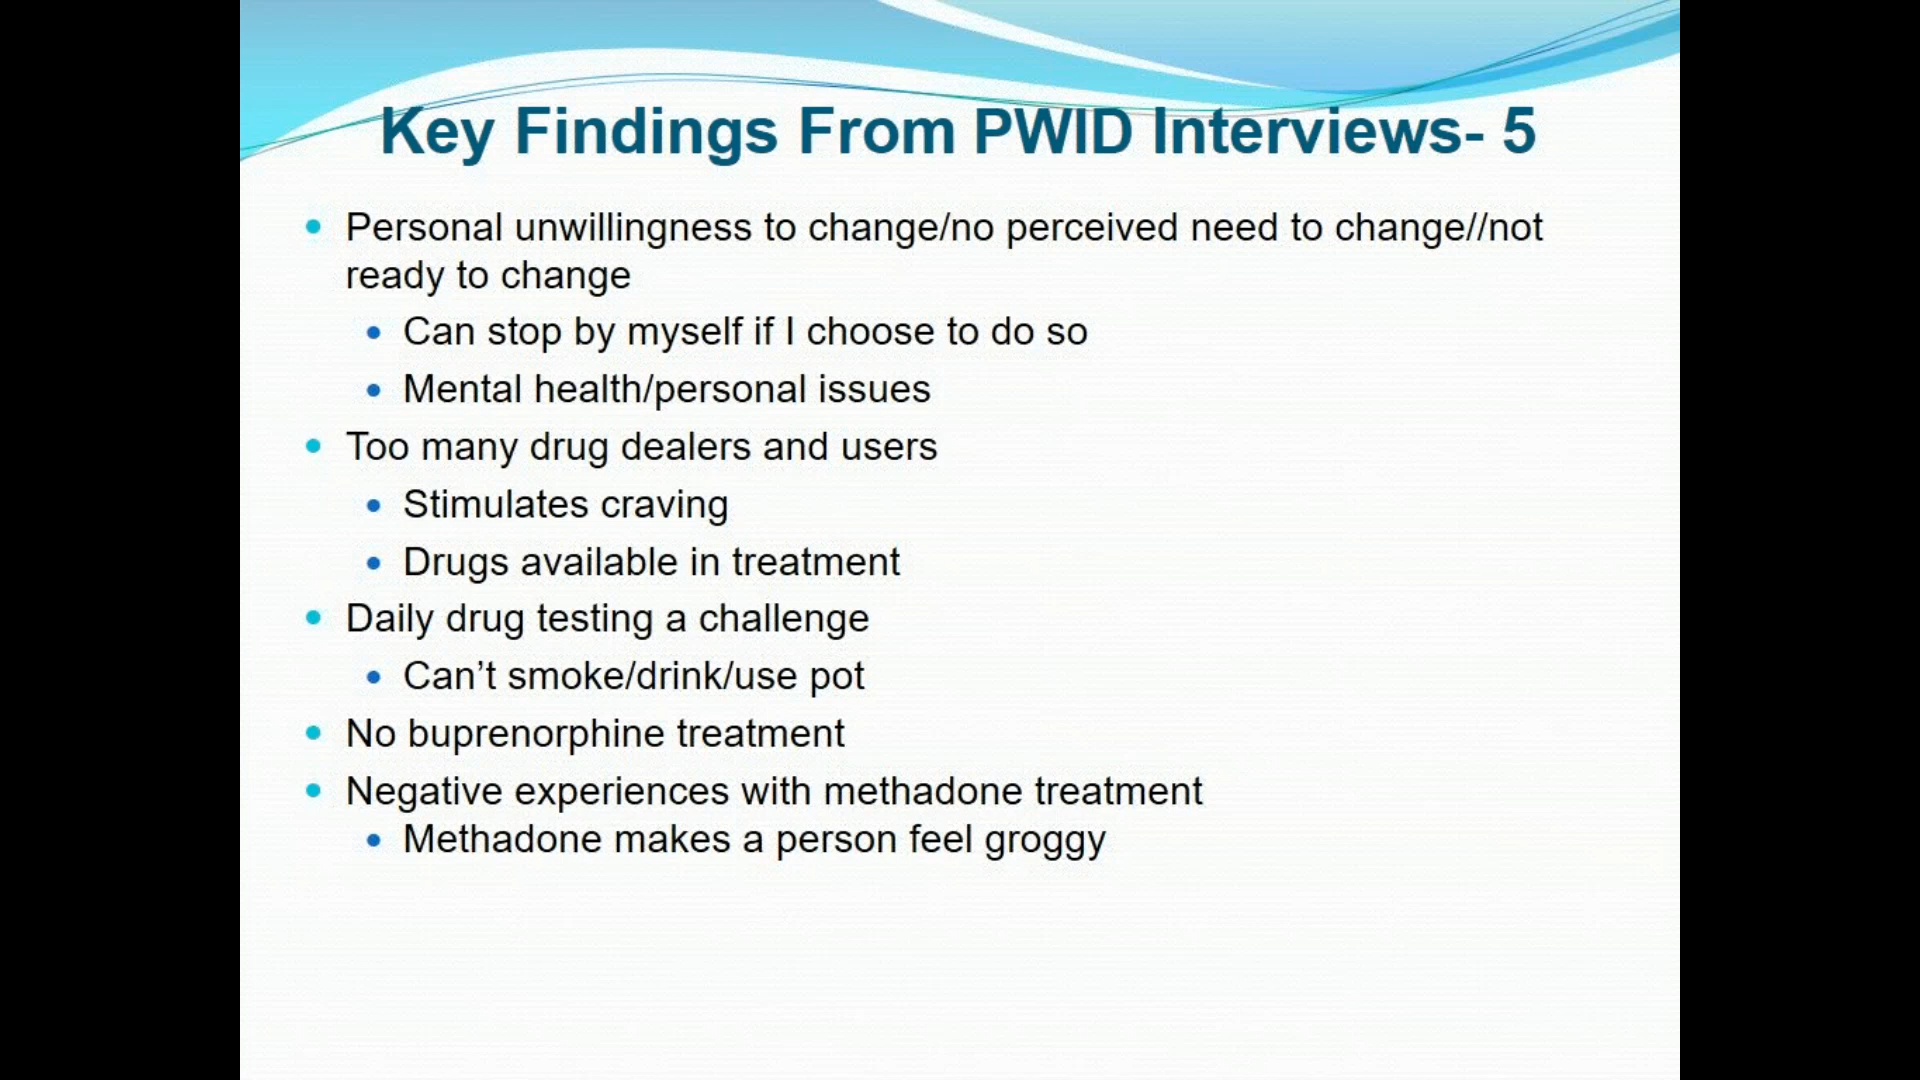 Key Findings From PWID Interviews- 5
Personal unwillingness to change/no perceived need to change//not
ready to change
Can stop by myself if I choose to do so
Mental health/personal issues
Too many drug dealers and users
Stimulates craving
Drugs available in treatment
Daily drug testing a challenge
Can’t smoke/drink/use pot
No buprenorphine treatment
Negative experiences with methadone treatment
Methadone makes a person feel groggy